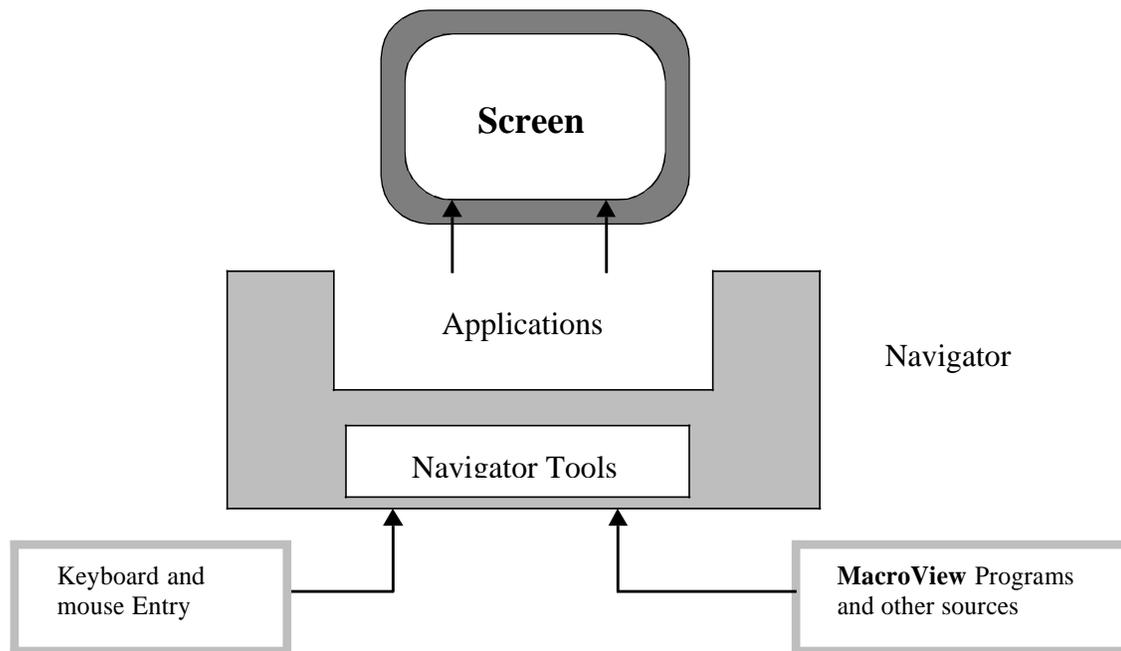 Screen
Applications
Navigator
Navigator Tools
Keyboard and
mouse Entry
MacroView Programs
and other sources